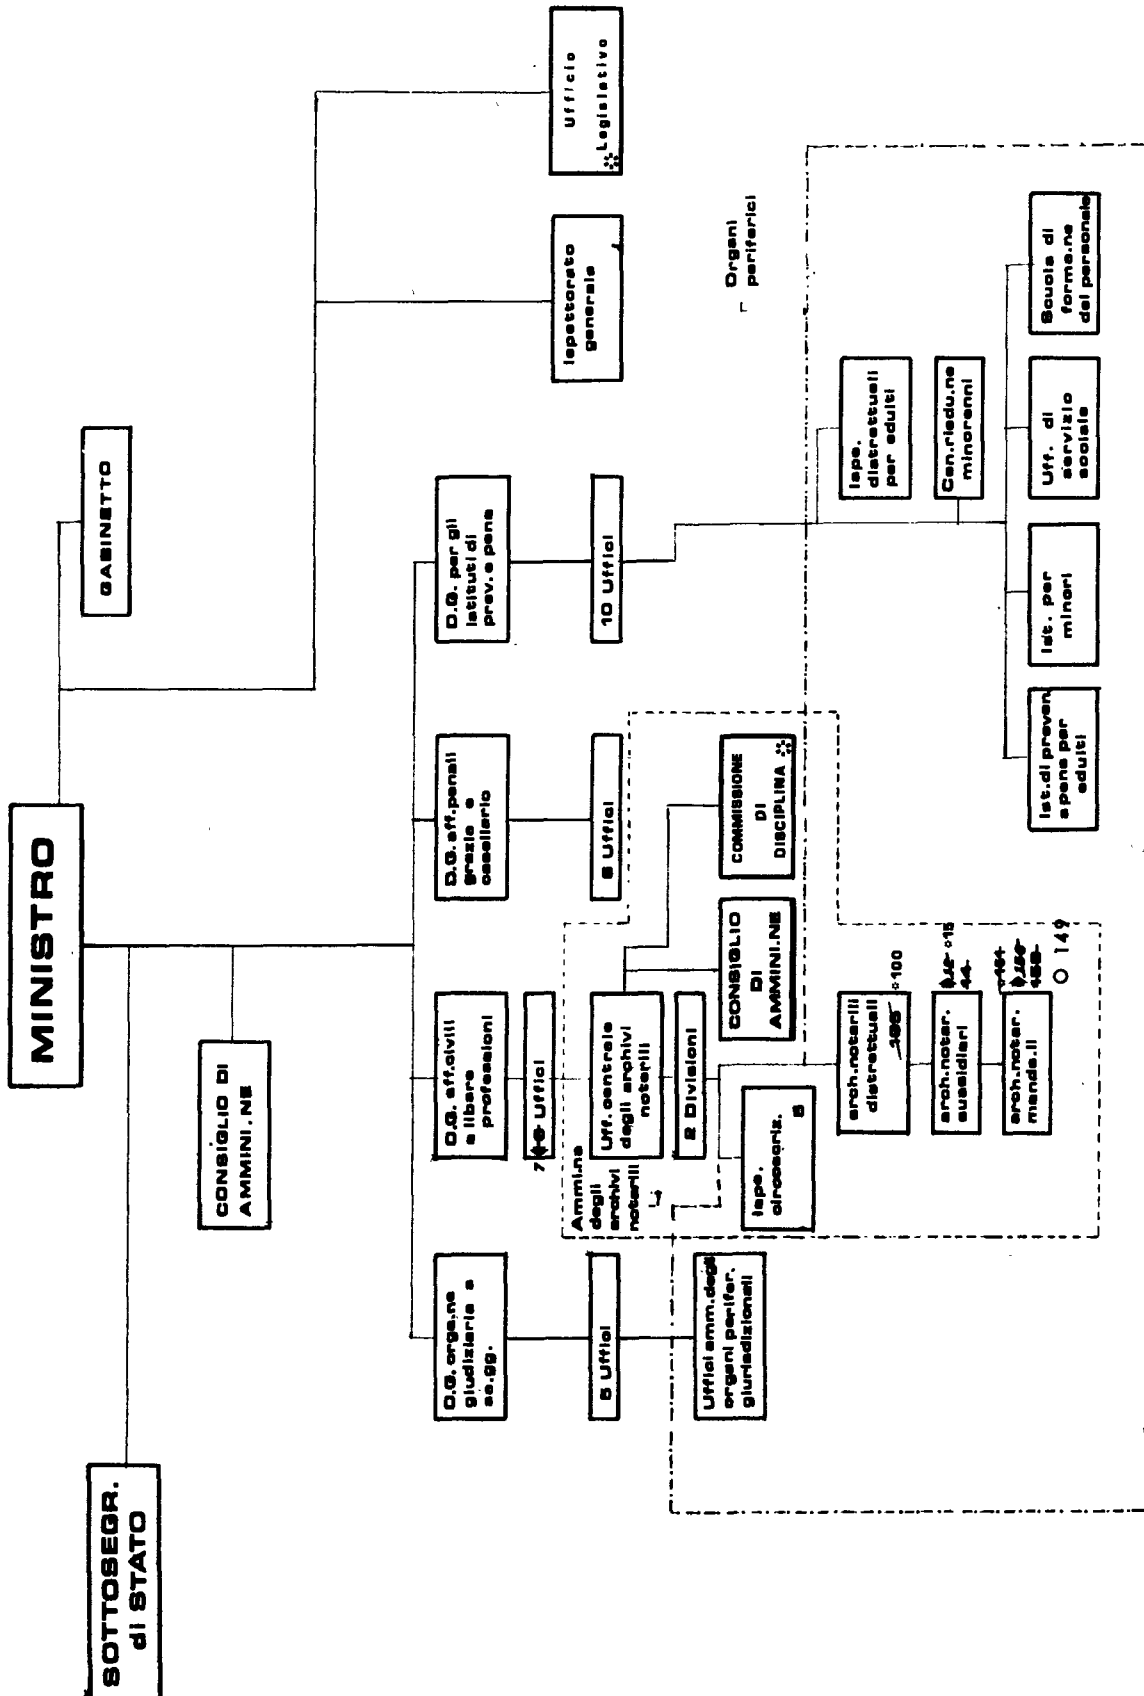 MINISTRO
SOTTOSEGR.
di STATO
GABINETTO
CONSIGLIO DI
AMMINI.NE
Ispettorato
generale
Ufficio
Legislativo
D.G. orga.ne
giudiziaria e
aa.gg.
D.G. aff.civili
e libere
professioni
D.G. aff.penali
grazie e
casellario
D.G. per gli
istituti di
prev. e pena
5 Uffici
7 Uffici
Uffici
10 Uffici
Ammi.ne
degli
archivi
notarili
Uff. centrale
degli archivi
notarili
2 Divisioni
CONSIGLIO
DI
AMMINI.NE
COMMISSIONE
DI
DISCIPLINA
Organi
periferici
Uffici amm.degli
organi perifer.
giurisdizionali
Ispe.
circoscriz.
arch.notarili
distrettuali
100
arch.notar.
sussidiari
15
arch.notar.
manda.li
149
Ispe.
distrettuali
per adulti
Cen.riedu.ne
minorenni
Ist.di preven.
apena per
adulti
Ist. per
minori
Uff. di
servizio
sociale
Scuola di
forma.ne
del personale